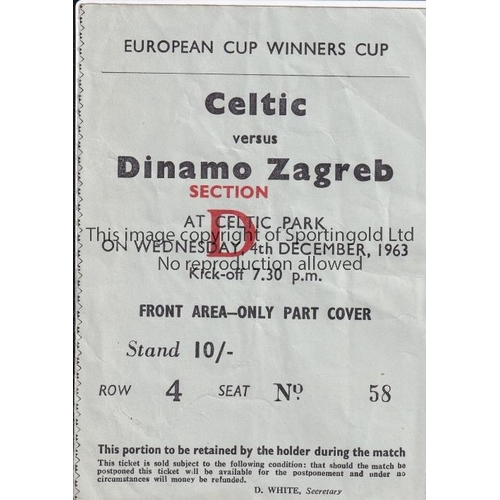 EUROPEAN CUP WINNERS CUP
Celtic
versus
Dinamo Zagreb
SECTION
D
AT CELTIC PARK
This image copyright of Sportingold Ltd
ON WEDNESDAY, 4th DECEMBER, 1963
No reproduction allowed
Kick-off 7.30 p.m.
FRONT AREA—ONLY PART COVER
Stand 10/-
ROW 4 SEAT Nº 58
This portion to be retained by the holder during the match
This ticket is sold subject to the following condition: that should the match be
postponed this ticket will be available for the postponement and under no
circumstances will money be refunded.
D. WHITE, Secretary